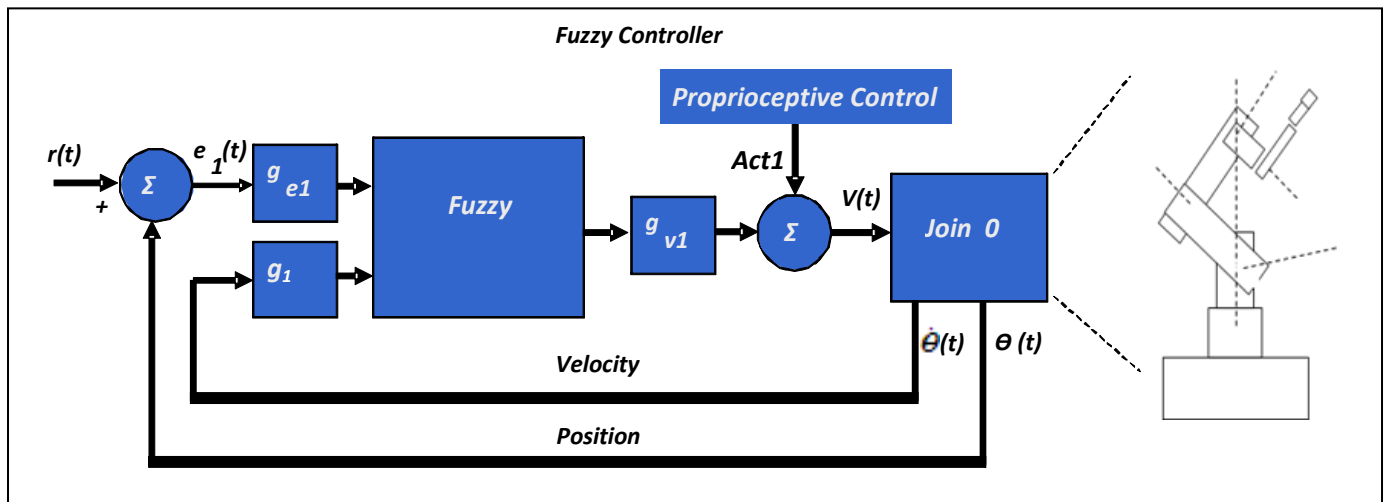 Fuzzy Controller
Proprioceptive Control
r(t)
+
Σ
e 1(t)
g e1
g1
Fuzzy
g v1
Act1
Σ
V(t)
Join 0
θ̇(t)
θ (t)
Velocity
Position